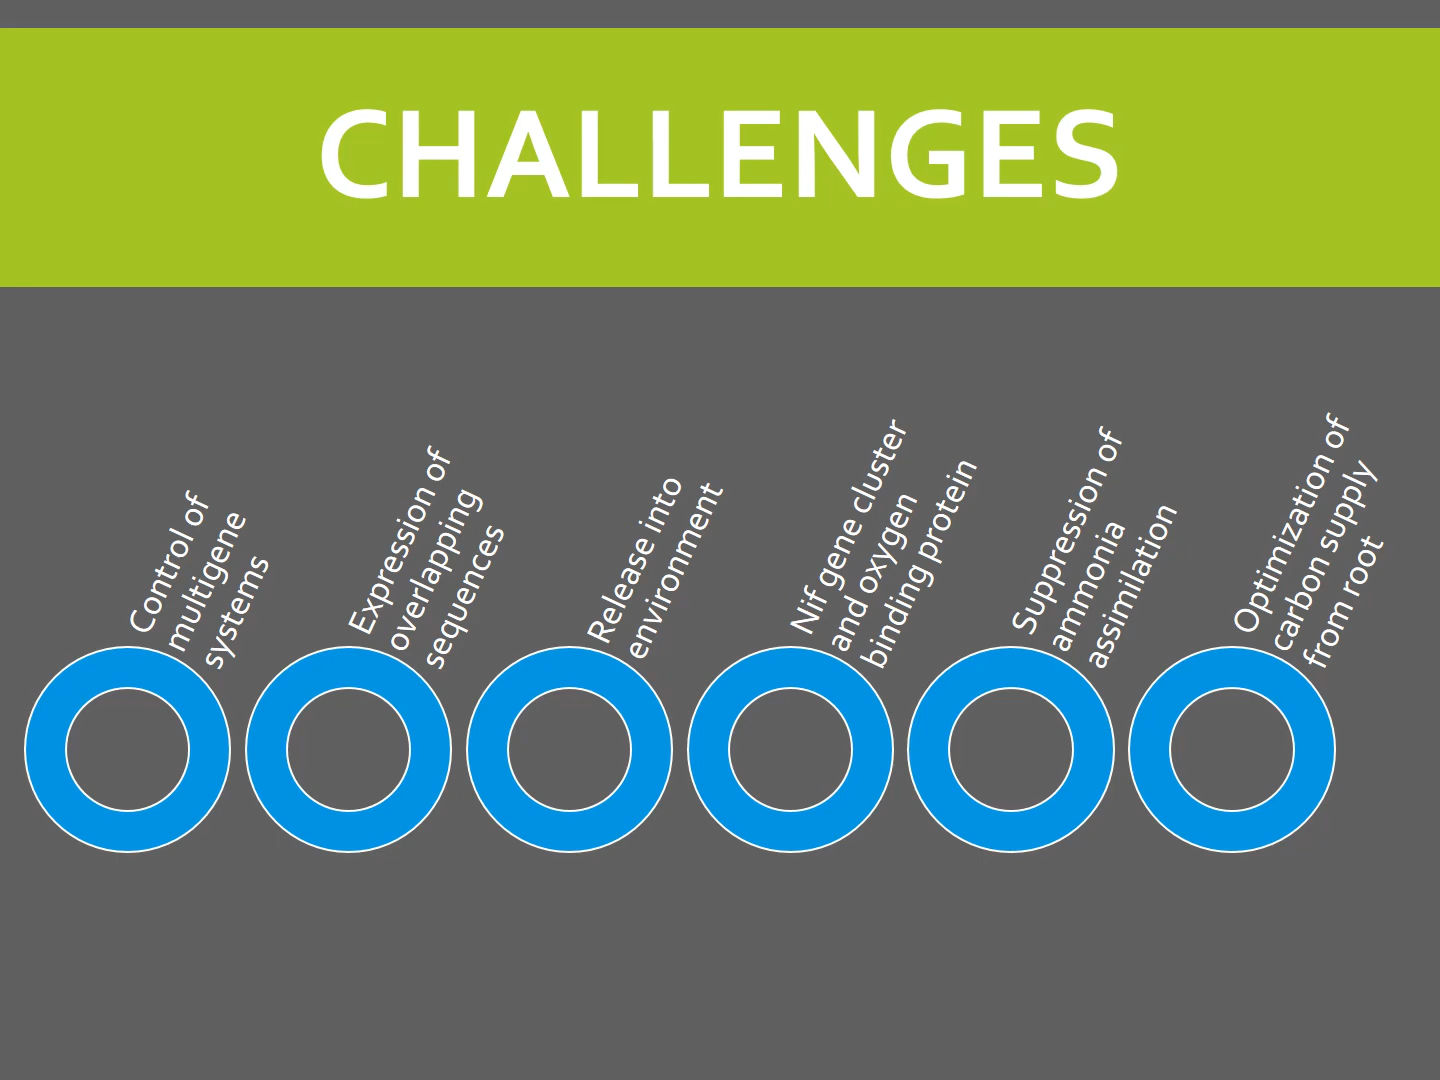 CHALLENGES
Control of
multigene
systems
Expression of
overlapping
sequences
Release into
environment
Nif gene cluster
and oxygen
binding protein
Suppression of
ammonia
assimilation
Optimization of
carbon supply
from root